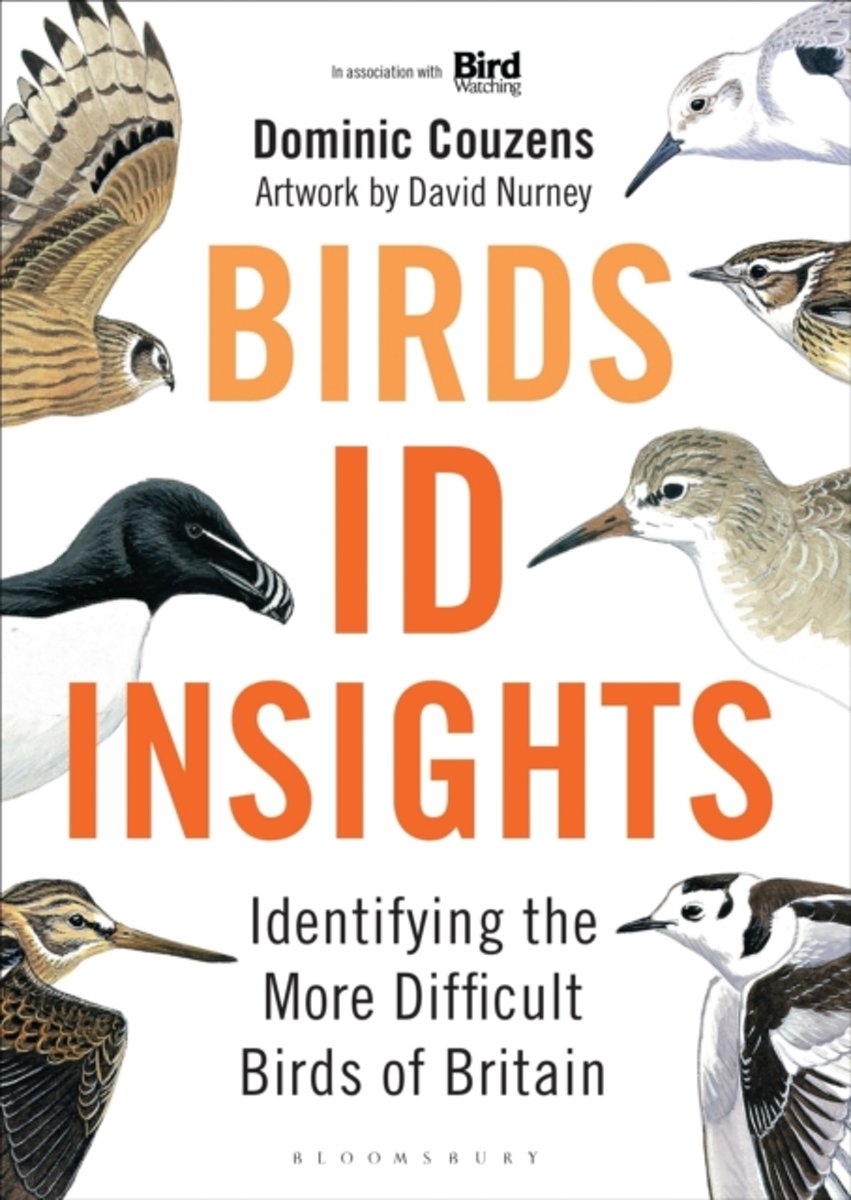 In association with Bird
Watching
Dominic Couzens
Artwork by David Nurney
BIRDS
ID
INSIGHTS
Identifying the
More Difficult
Birds of Britain
BLOOMSBURY